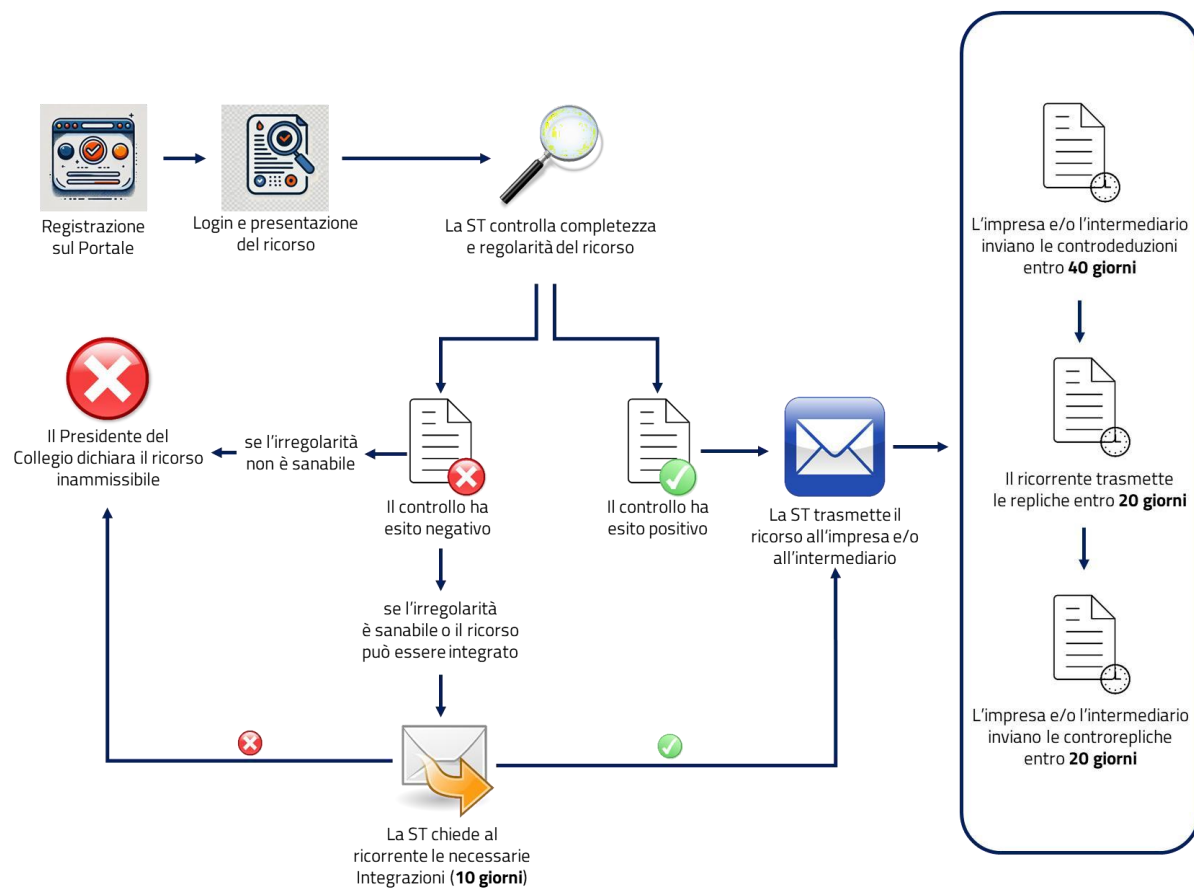 Registrazione
sul Portale
Login e presentazione
del ricorso
La ST controlla completezza
e regolarità del ricorso
Il Presidente del
Collegio dichiara il ricorso
inammissibile
se l'irregolarità
non è sanabile
Il controllo ha
esito negativo
Il controllo ha
esito positivo
La ST trasmette il
ricorso all'impresa e/o
all'intermediario
se l'irregolarità
è sanabile o il ricorso
può essere integrato
La ST chiede al
ricorrente le necessarie
Integrazioni (10 giorni)
L'impresa e/o l'intermediario
inviano le controdeduzioni
entro 40 giorni
Il ricorrente trasmette
le repliche entro 20 giorni
L'impresa e/o l'intermediario
inviano le controrepliche
entro 20 giorni